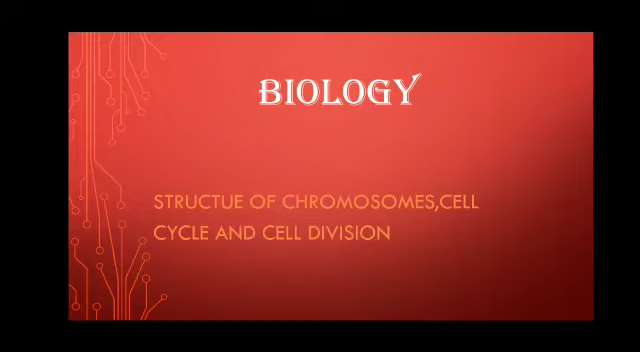 BIOLOGY
STRUCTUE OF CHROMOSOMES,CELL
CYCLE AND CELL DIVISION